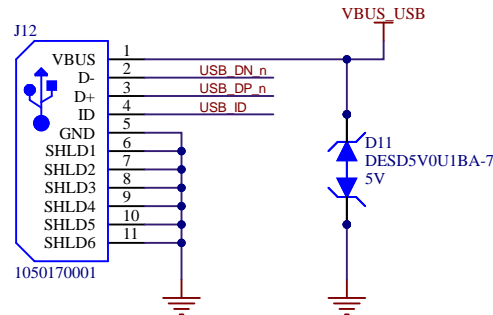 VBUS_USB
J12
VBUS 1
D- 2 USB_DN_n
D+ 3 USB_DP_n
ID 4 USB_ID
GND 5
SHLD1 6
SHLD2 7
SHLD3 8
SHLD4 9
SHLD5 10
SHLD6 11
1050170001
D11
DESD5V0U1BA-7
5V